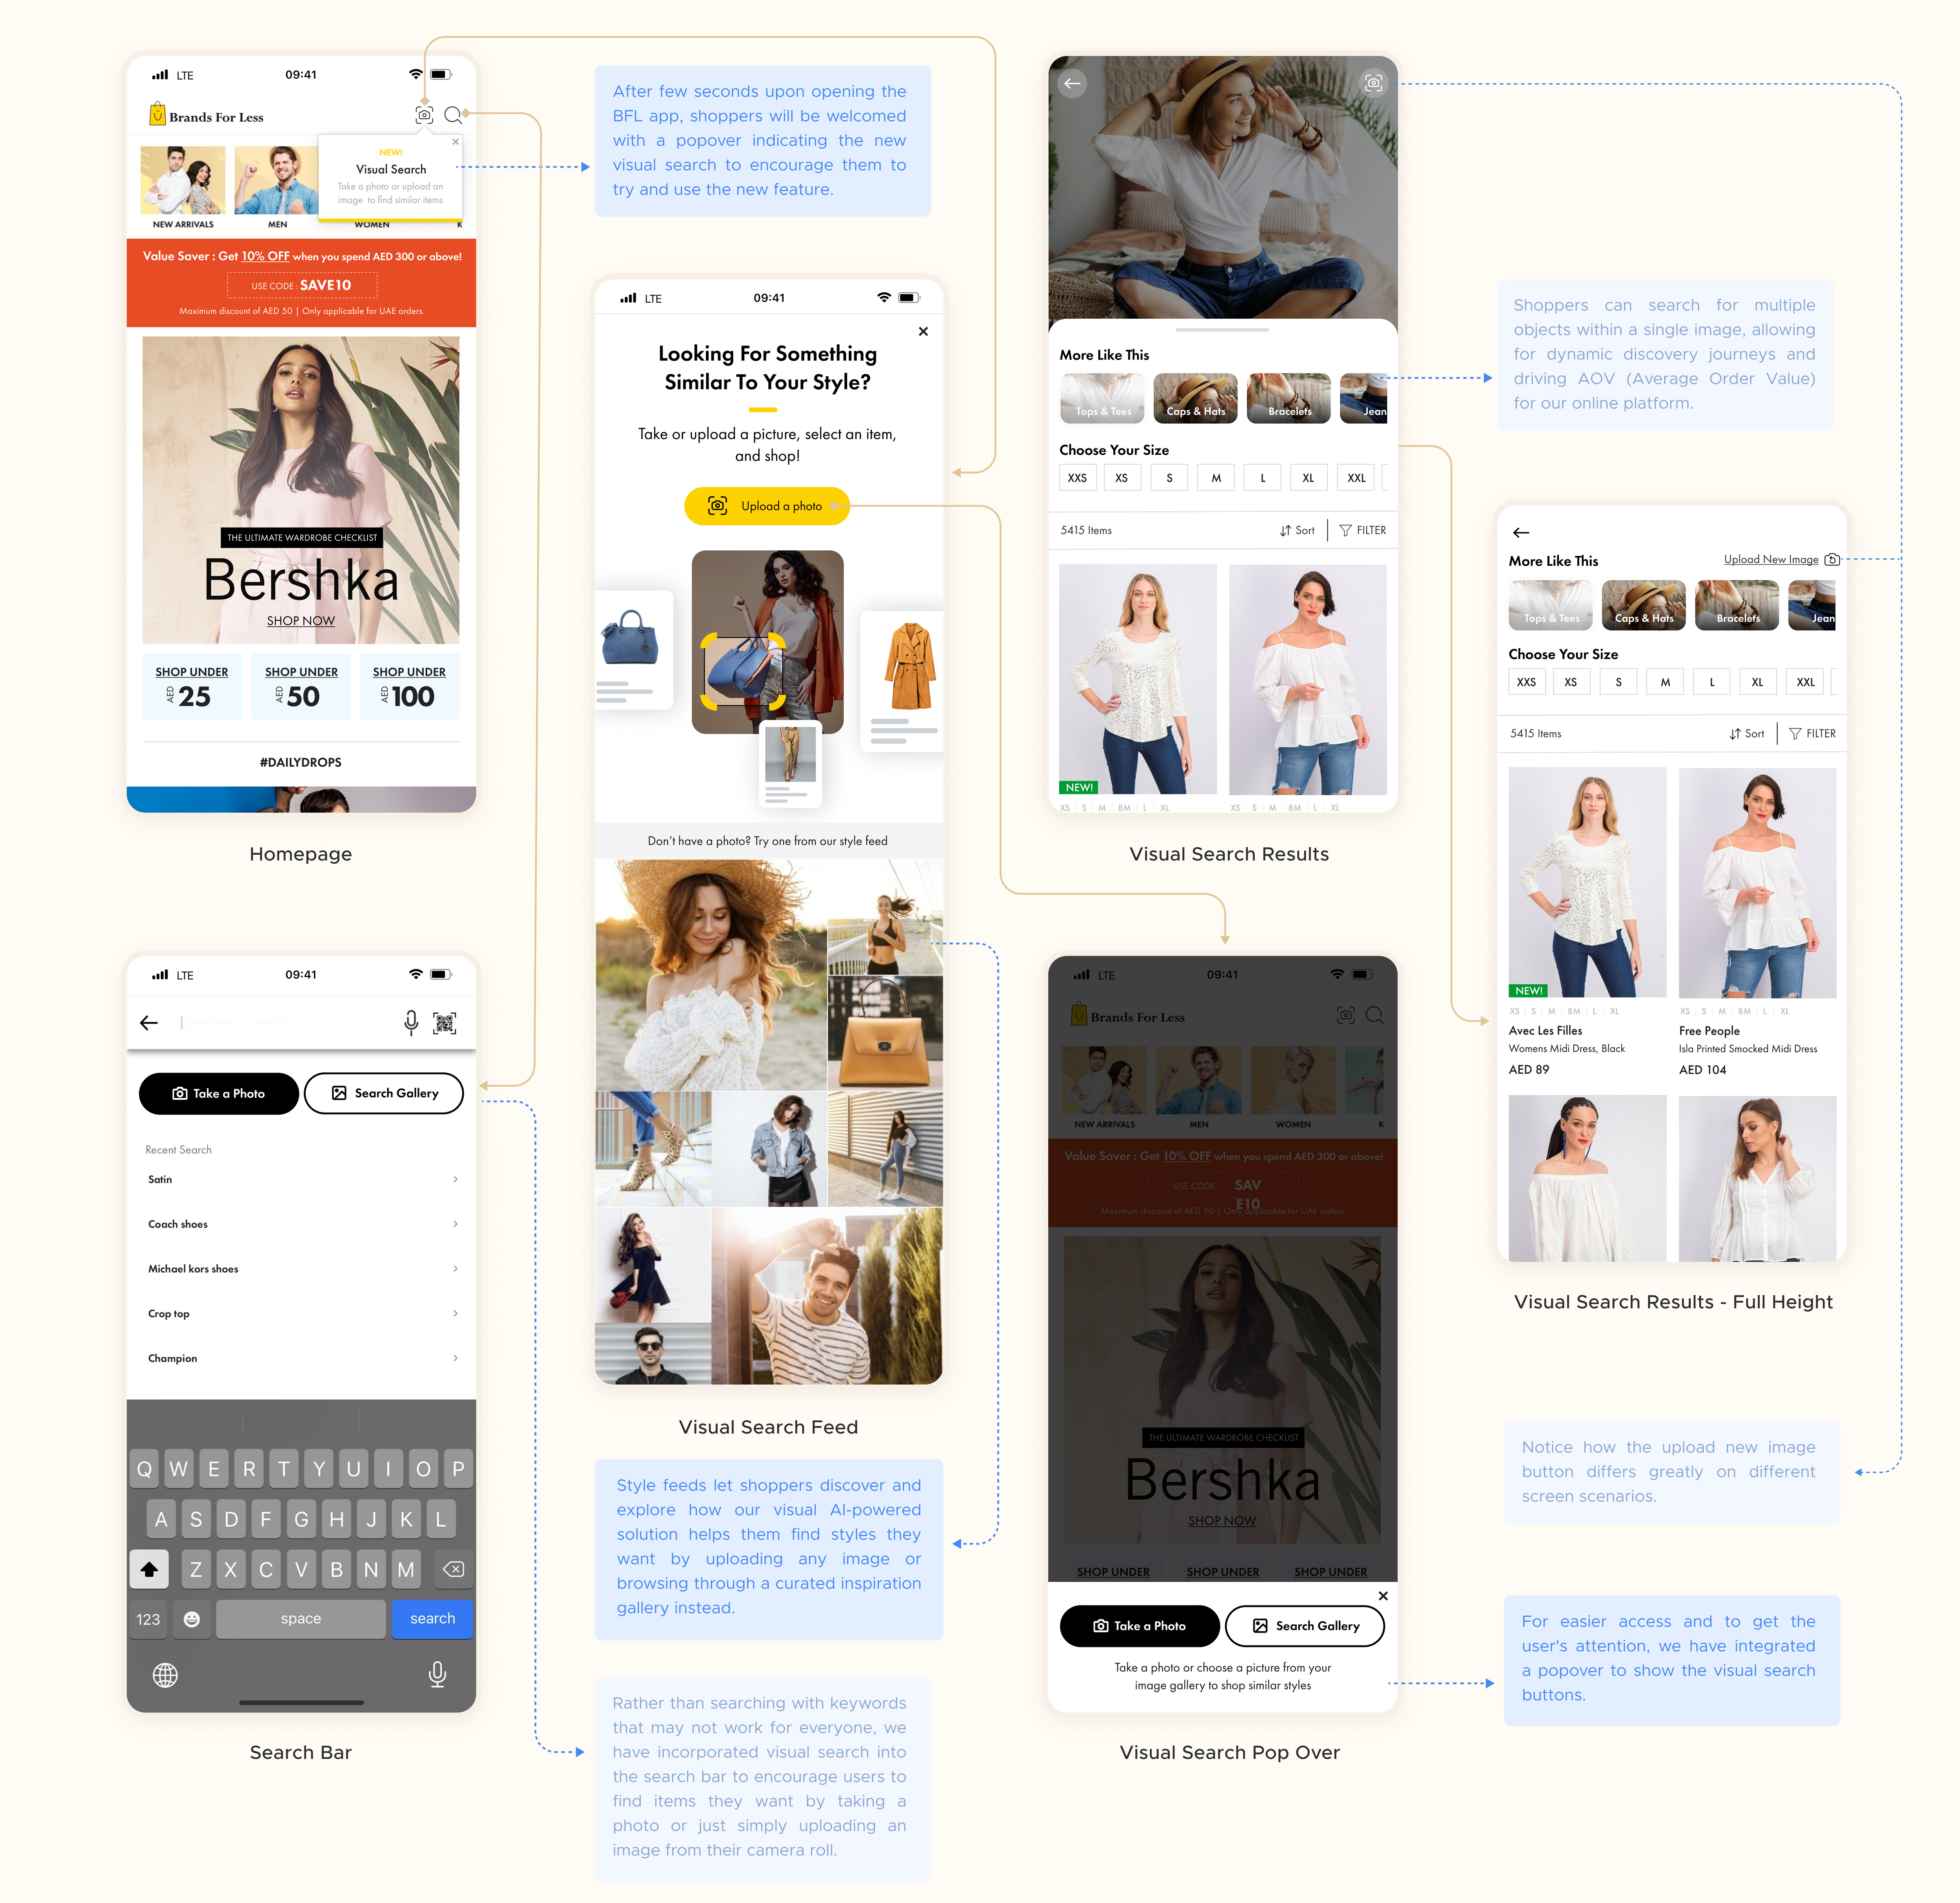 LTE
09:41
Brands For Less
NEW!
Visual Search
Take a photo or upload an
image to find similar items
NEW ARRIVALS
MEN
WOMEN
K
Value Saver : Get 10% OFF when you spend AED 300 or above!
USE CODE : SAVE10
Maximum discount of AED 50 | Only applicable for UAE orders.
THE ULTIMATE WARDROBE CHECKLIST
Bershka
SHOP NOW
SHOP UNDER
AED 25
SHOP UNDER
AED 50
SHOP UNDER
AED 100
#DAILYDROPS
Homepage
After few seconds upon opening the
BFL app, shoppers will be welcomed
with a popover indicating the new
visual search to encourage them to
try and use the new feature.
LTE
09:41
Looking For Something
Similar To Your Style?
Take or upload a picture, select an item,
and shop!
Upload a photo
Don't have a photo? Try one from our style feed
Visual Search Feed
Style feeds let shoppers discover and
explore how our visual AI-powered
solution helps them find styles they
want by uploading any image or
browsing through a curated inspiration
gallery instead.
LTE
09:41
Take a Photo
Search Gallery
Recent Search
Satin
Coach shoes
Michael kors shoes
Crop top
Champion
Q W E R T Y U I O P
A S D F G H J K L
Z X C V B N M
123
space
search
Search Bar
Rather than searching with keywords
that may not work for everyone, we
have incorporated visual search into
the search bar to encourage users to
find items they want by taking a
photo or just simply uploading an
image from their camera roll.
More Like This
Tops & Tees
Caps & Hats
Bracelets
Jean
Choose Your Size
XXS XS S M L XL XXL
5415 Items
Sort
FILTER
NEW!
XS S M 8M L XL
XS S M 8M L XL
Visual Search Results
Shoppers can search for multiple
objects within a single image, allowing
for dynamic discovery journeys and
driving AOV (Average Order Value)
for our online platform.
More Like This
Upload New Image
Tops & Tees
Caps & Hats
Bracelets
Jean
Choose Your Size
XXS XS S M L XL XXL
5415 Items
Sort
FILTER
NEW!
XS S M 8M L XL
XS S M 8M L XL
Avec Les Filles
Womens Midi Dress, Black
AED 89
Free People
Isla Printed Smocked Midi Dress
AED 104
Visual Search Results - Full Height
Notice how the upload new image
button differs greatly on different
screen scenarios.
LTE
09:41
Brands For Less
NEW ARRIVALS
MEN
WOMEN
K
Value Saver : Get 10% OFF when you spend AED 300 or above!
USE CODE : SAV
E10
Maximum discount of AED 50 | Only applicable for UAE orders.
THE ULTIMATE WARDROBE CHECKLIST
Bershka
SHOP NOW
SHOP UNDER
SHOP UNDER
SHOP UNDER
Take a Photo
Search Gallery
Take a photo or choose a picture from your
image gallery to shop similar styles
Visual Search Pop Over
For easier access and to get the
user's attention, we have integrated
a popover to show the visual search
buttons.